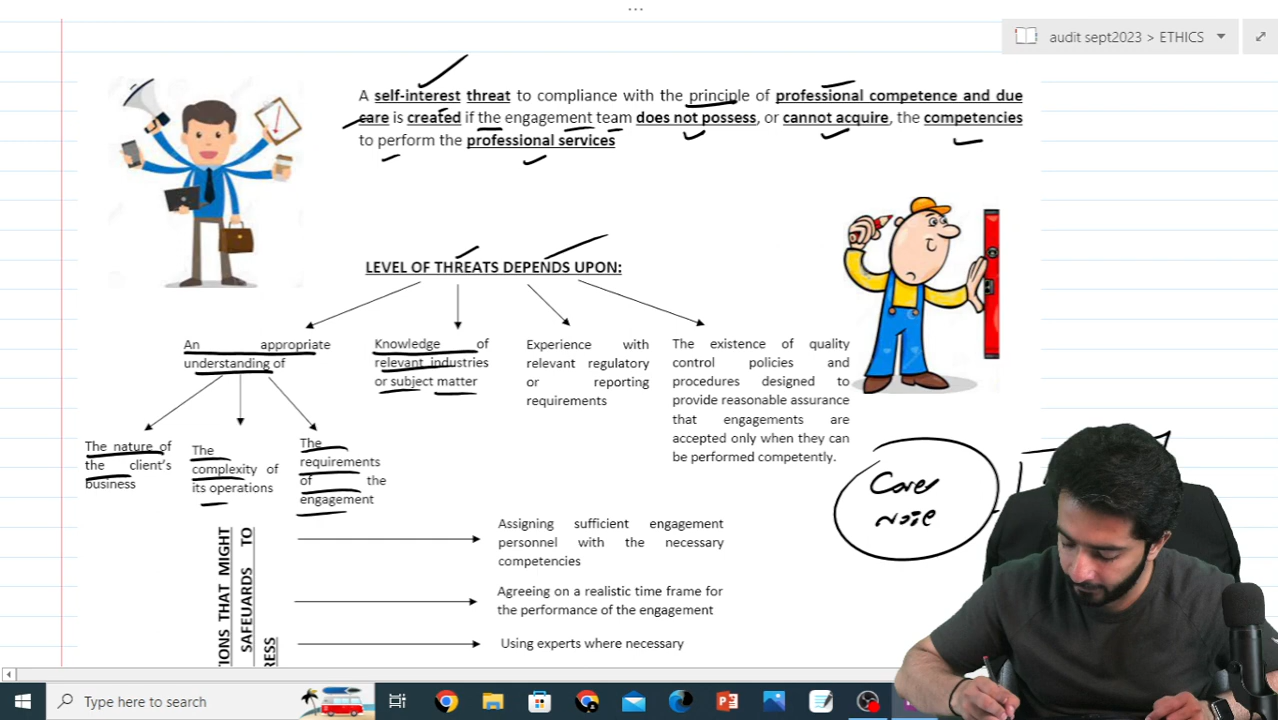 audit sept2023 > ETHICS
A self-interest threat to compliance with the principle of professional competence and due
care is created if the engagement team does not possess, or cannot acquire, the competencies
to perform the professional services
LEVEL OF THREATS DEPENDS UPON:
An appropriate
understanding of
Knowledge of
relevant industries
or subject matter
Experience with
relevant regulatory
or reporting
requirements
The existence of quality
control policies and
procedures designed to
provide reasonable assurance
that engagements are
accepted only when they can
be performed competently.
The nature of
the client's
business
The
complexity of
its operations
The
requirements
of the
engagement
Cover
Note
IONS THAT MIGHT
SAFEUARDS TO
RESS
Assigning sufficient engagement
personnel with the necessary
competencies
Agreeing on a realistic time frame for
the performance of the engagement
Using experts where necessary
Type here to search